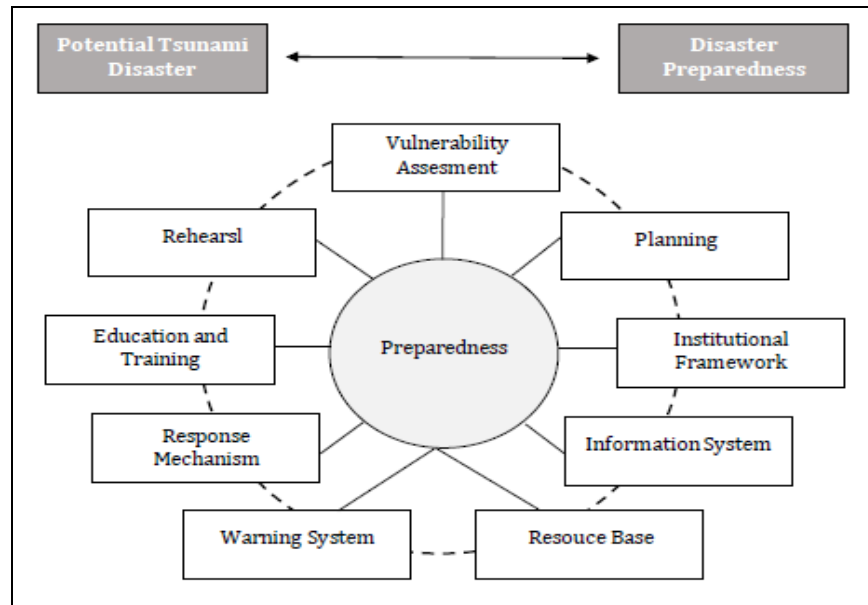 Potential Tsunami
Disaster
Disaster
Preparedness
Vulnerability
Assesment
Rehearsl
Planning
Education and
Training
Preparedness
Institutional
Framework
Response
Mechanism
Information System
Warning System
Resouce Base